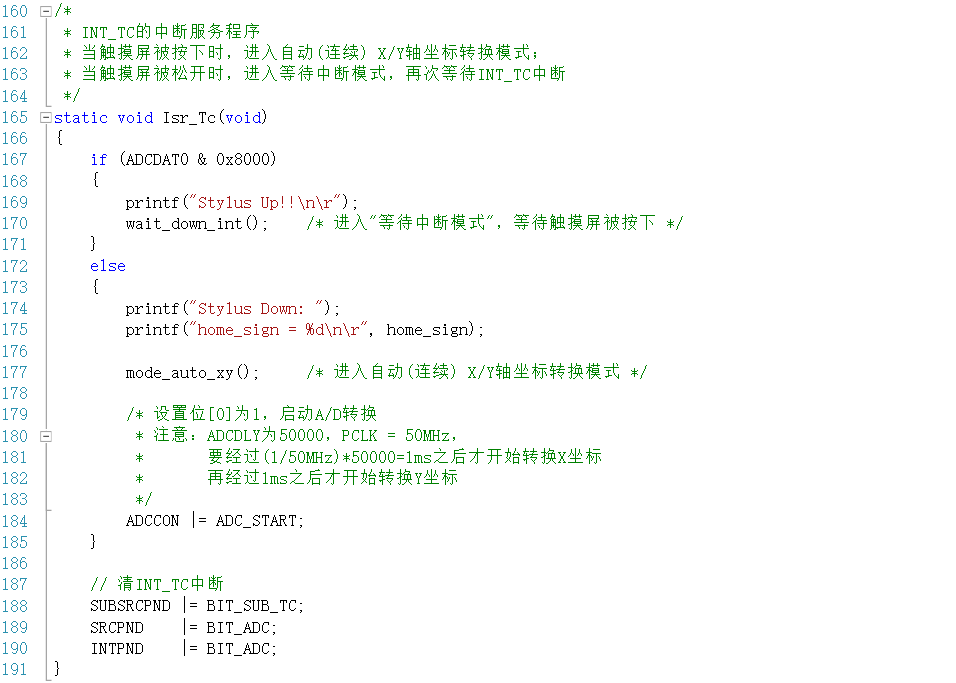 160 /*
161  * INT_TC的中断服务程序
162  * 当触摸屏被按下时，进入自动(连续) X/Y轴坐标转换模式；
163  * 当触摸屏被松开时，进入等待中断模式，再次等待INT_TC中断
164  */
165 static void Isr_Tc(void)
166 {
167     if (ADCDAT0 & 0x8000)
168     {
169         printf("Stylus Up!!\n\r");
170         wait_down_int();    /* 进入"等待中断模式"，等待触摸屏被按下 */
171     }
172     else
173     {
174         printf("Stylus Down: ");
175         printf("home_sign = %d\n\r", home_sign);
176
177         mode_auto_xy();     /* 进入自动(连续) X/Y轴坐标转换模式 */
178
179         /* 设置位[0]为1，启动A/D转换
180          * 注意：ADCDLY为50000，PCLK = 50MHz，
181          *       要经过(1/50MHz)*50000=1ms之后才开始转换X坐标
182          *       再经过1ms之后才开始转换Y坐标
183          */
184         ADCCON |= ADC_START;
185     }
186
187     // 清INT_TC中断
188     SUBSRCPND |= BIT_SUB_TC;
189     SRCPND    |= BIT_ADC;
190     INTPND    |= BIT_ADC;
191 }